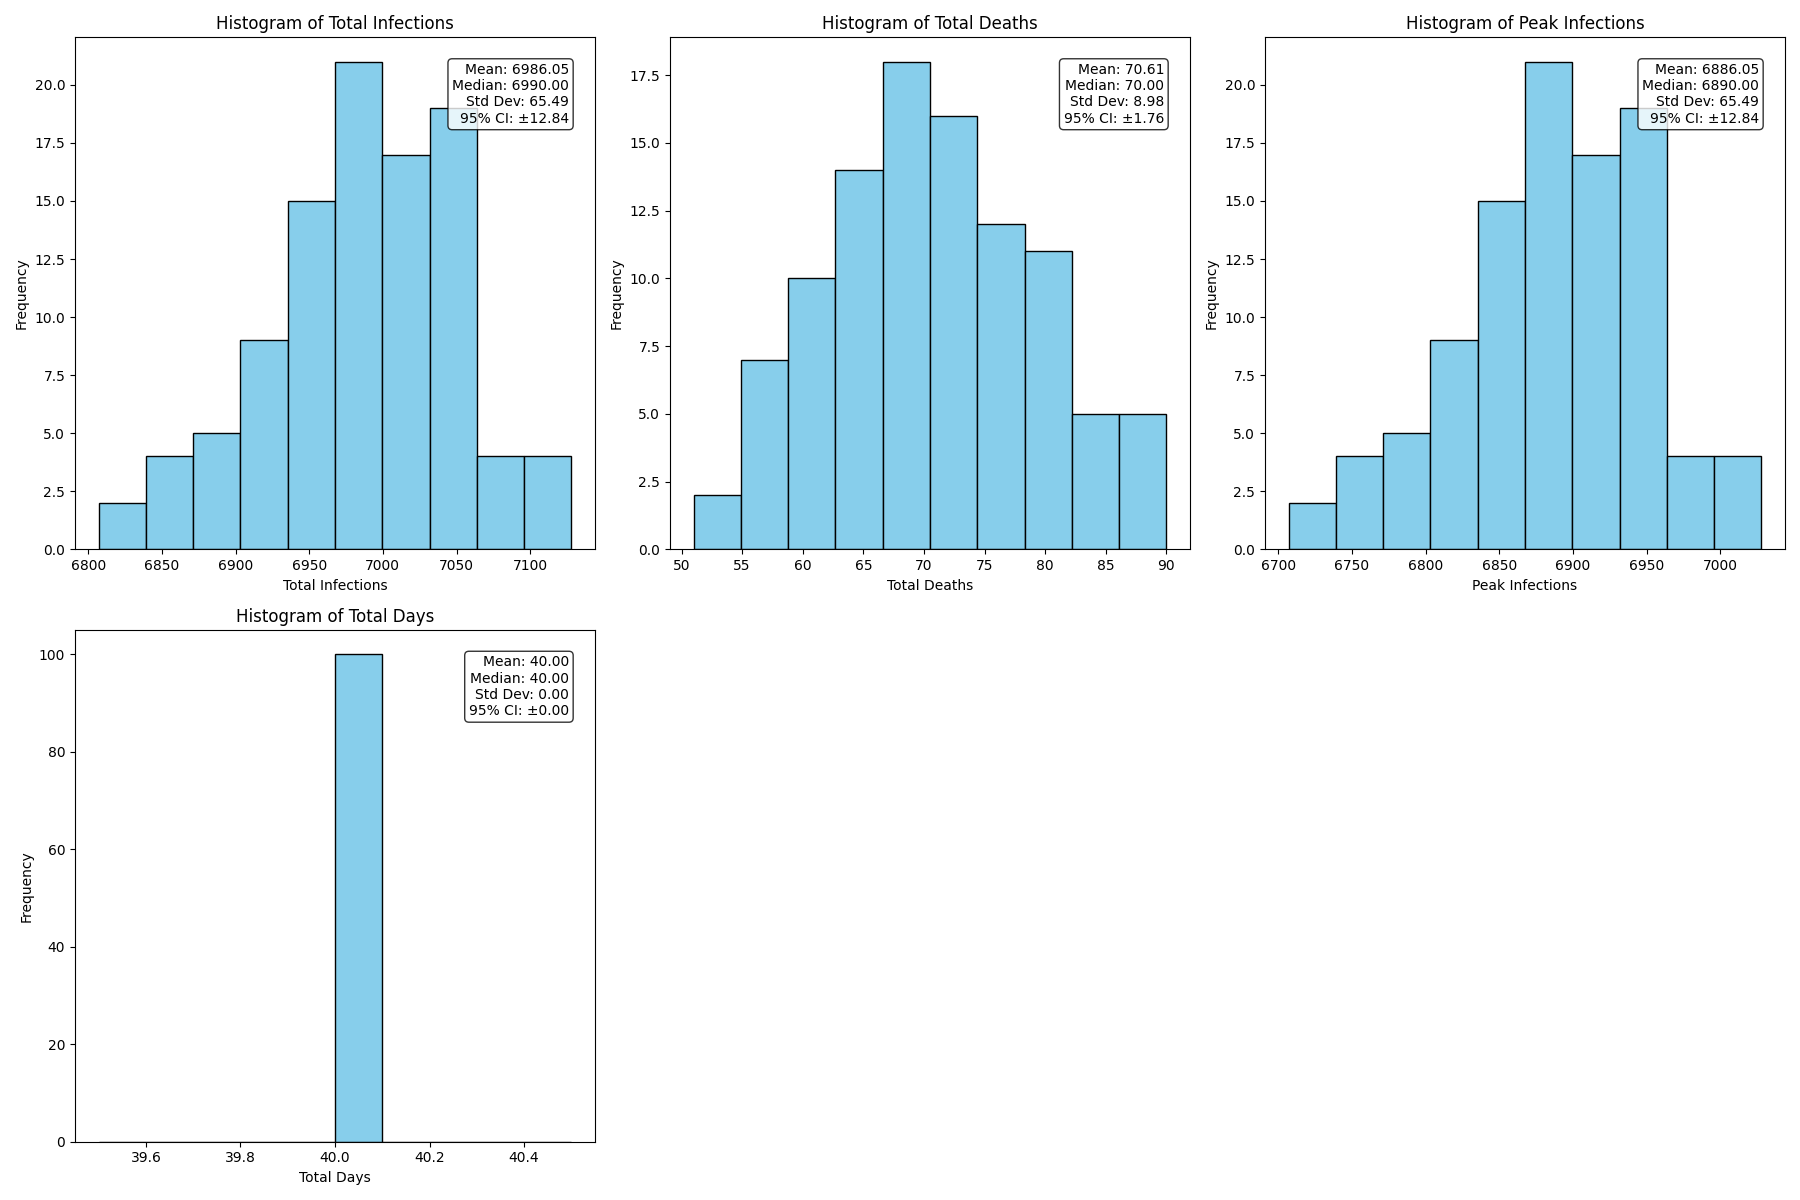 Histogram of Total Infections
Mean: 6986.05
Median: 6990.00
Std Dev: 65.49
95% CI: ±12.84
20.0
17.5
15.0
12.5
10.0
7.5
5.0
2.5
0.0
Frequency
6800 6850 6900 6950 7000 7050 7100
Total Infections
Histogram of Total Deaths
Mean: 70.61
Median: 70.00
Std Dev: 8.98
95% CI: ±1.76
17.5
15.0
12.5
10.0
7.5
5.0
2.5
0.0
Frequency
50 55 60 65 70 75 80 85 90
Total Deaths
Histogram of Peak Infections
Mean: 6886.05
Median: 6890.00
Std Dev: 65.49
95% CI: ±12.84
20.0
17.5
15.0
12.5
10.0
7.5
5.0
2.5
0.0
Frequency
6700 6750 6800 6850 6900 6950 7000
Peak Infections
Histogram of Total Days
Mean: 40.00
Median: 40.00
Std Dev: 0.00
95% CI: ±0.00
100
80
60
40
20
0
Frequency
39.6 39.8 40.0 40.2 40.4
Total Days